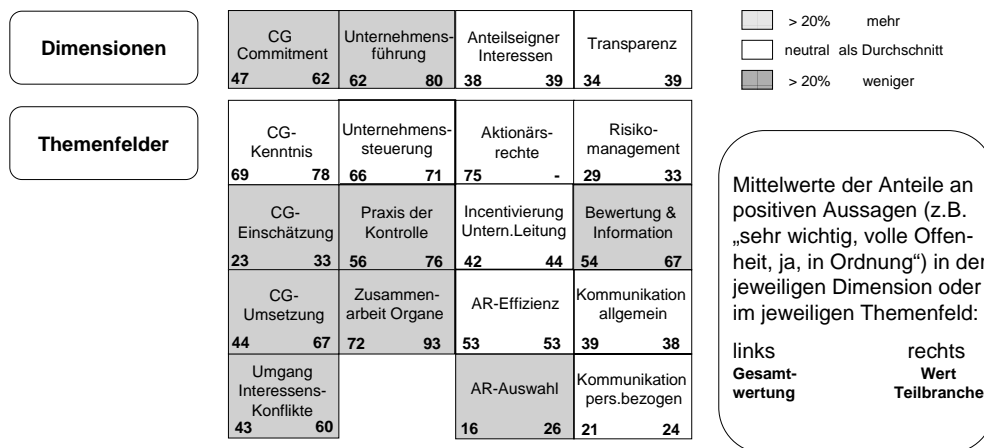 Dimensionen
CG
Commitment
47 62
Unternehmens-
führung
62 80
Anteilseigner
Interessen
38 39
Transparenz
34 39
> 20% mehr
neutral als Durchschnitt
> 20% weniger
Themenfelder
CG-
Kenntnis
69 78
Unternehmens-
steuerung
66 71
Aktionärs-
rechte
75 -
Risiko-
management
29 33
CG-
Einschätzung
23 33
Praxis der
Kontrolle
56 76
Incentivierung
Untern.Leitung
42 44
Bewertung &
Information
54 67
CG-
Umsetzung
44 67
Zusammen-
arbeit Organe
72 93
AR-Effizienz
53 53
Kommunikation
allgemein
39 38
Umgang
Interessens-
Konflikte
43 60
AR-Auswahl
16 26
Kommunikation
pers.bezogen
21 24
Mittelwerte der Anteile an
positiven Aussagen (z.B.
„sehr wichtig, volle Offen-
heit, ja, in Ordnung“) in der
jeweiligen Dimension oder
im jeweiligen Themenfeld:
links rechts
Gesamt- Wert
wertung Teilbranche